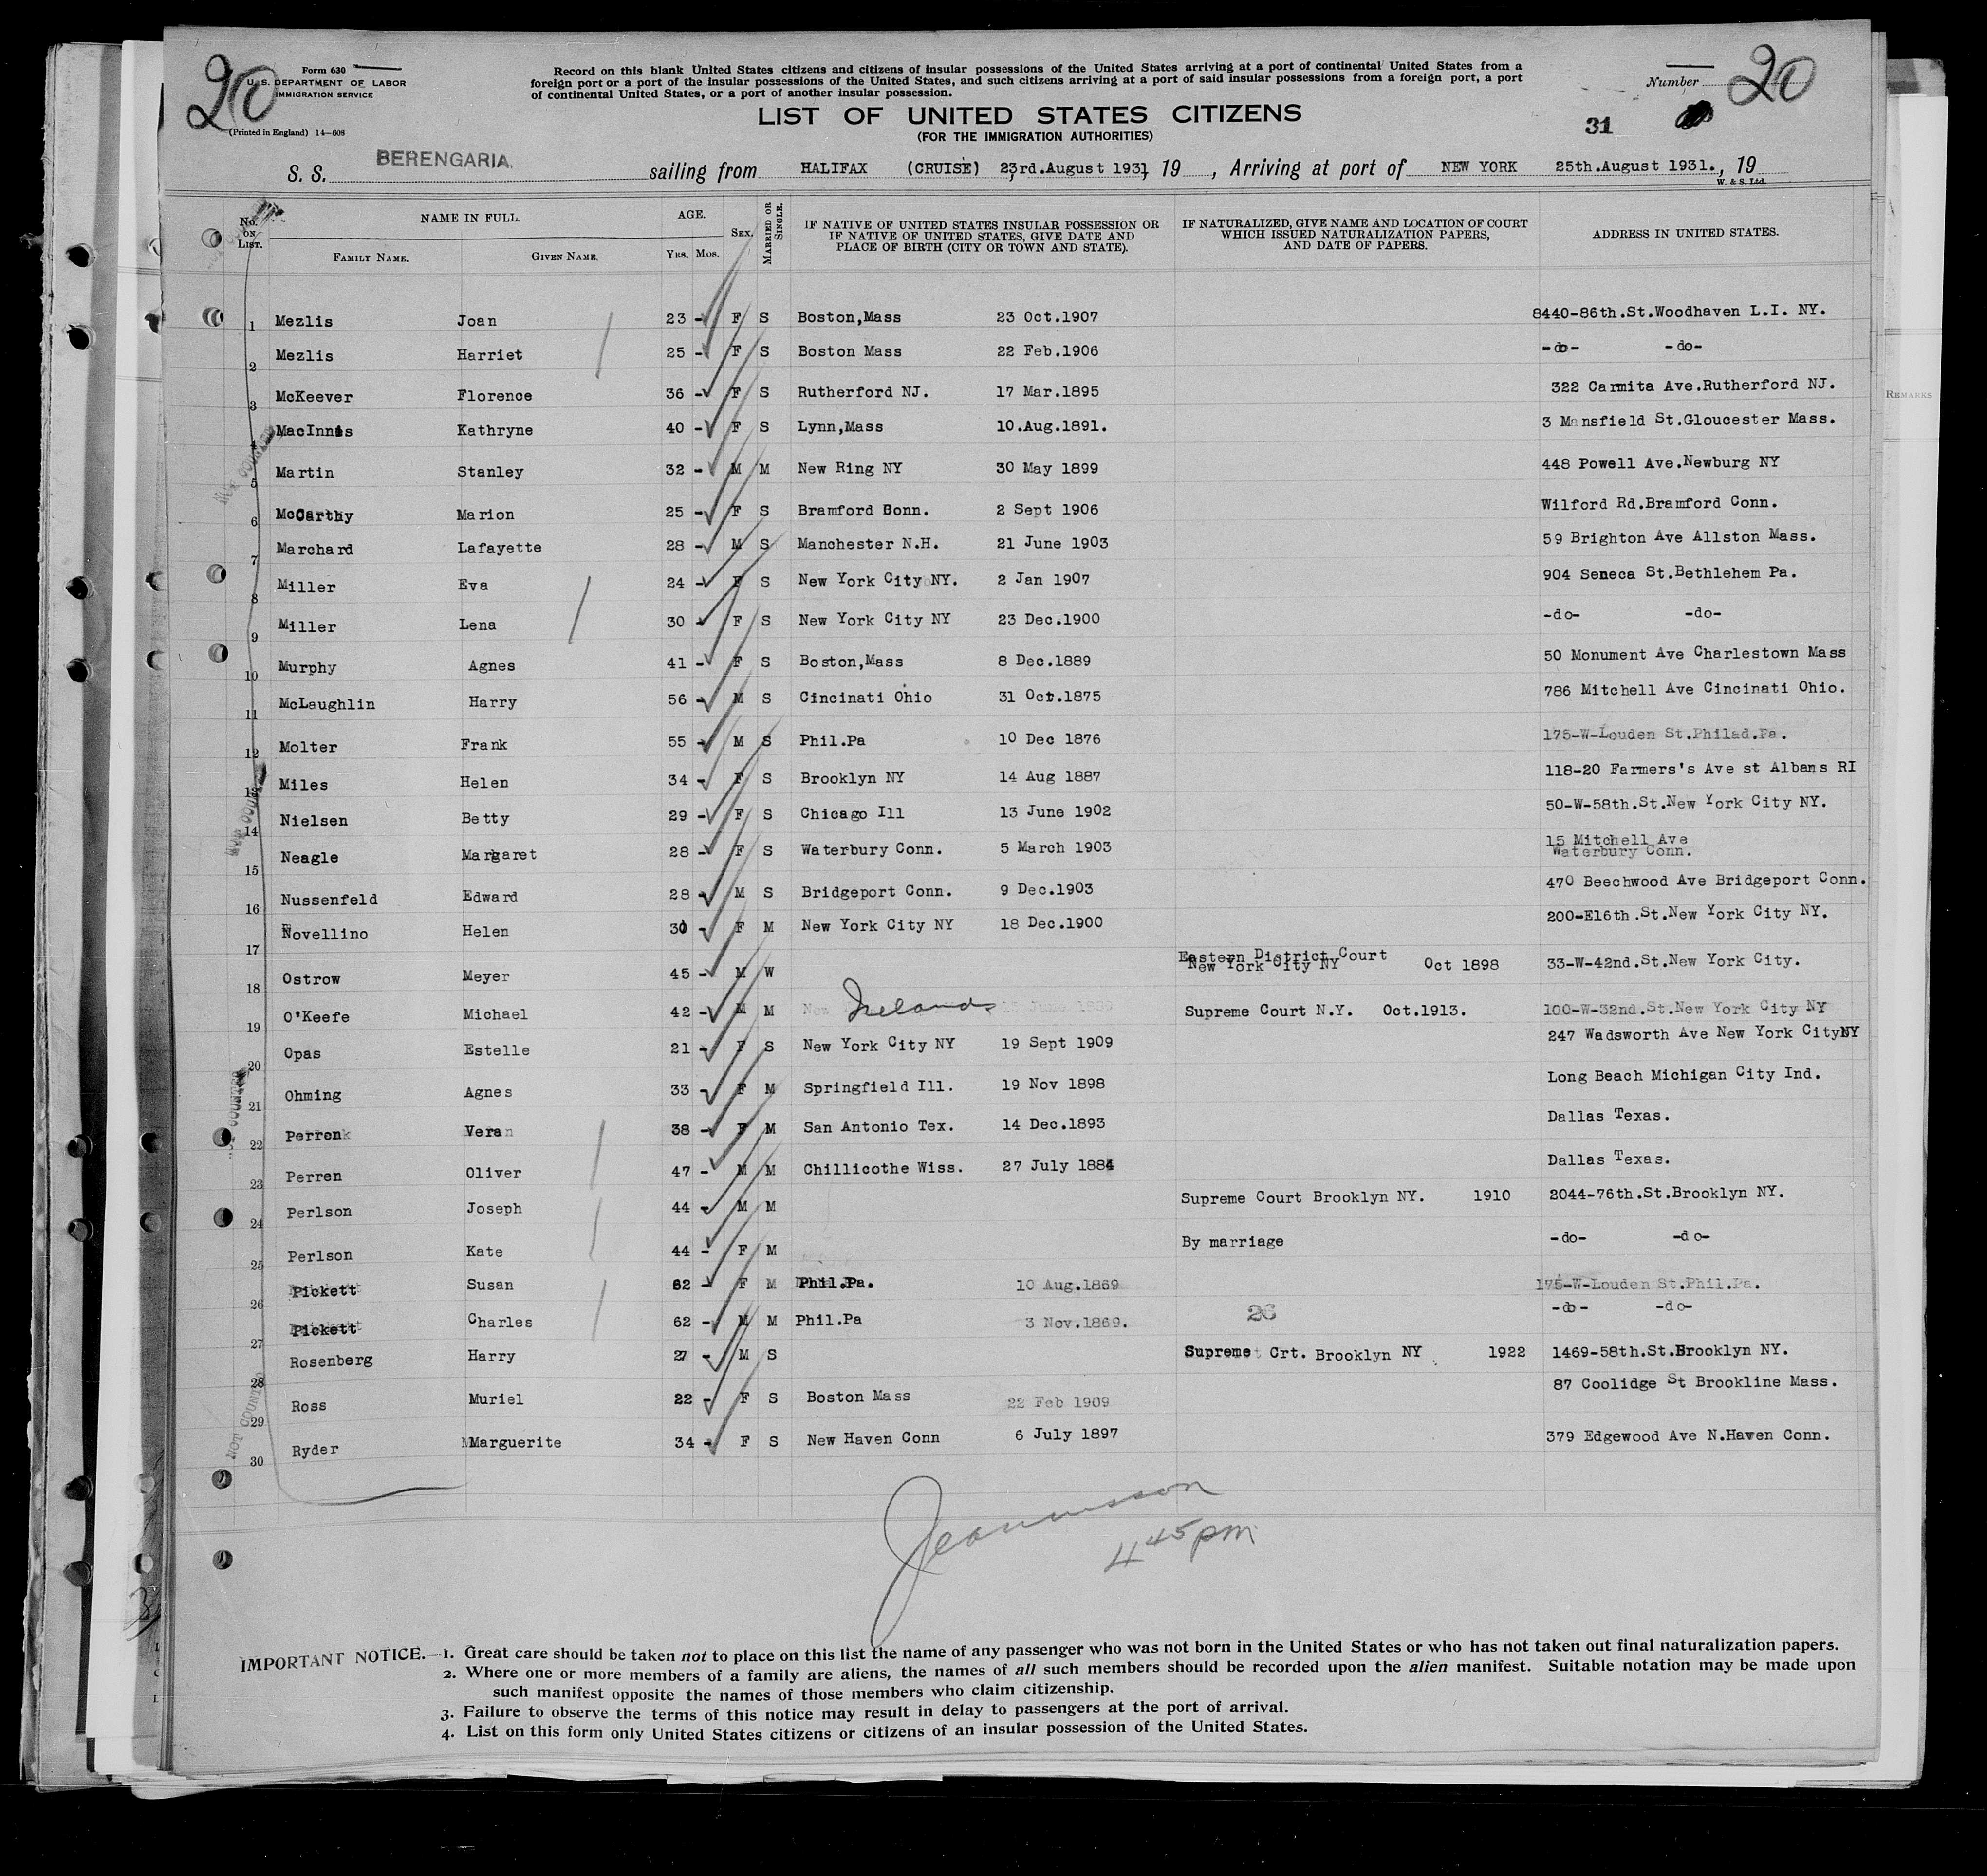 20
Form 630
U. S. DEPARTMENT OF LABOR
IMMIGRATION SERVICE
(Printed in England) 14—608
Record on this blank United States citizens and citizens of insular possessions of the United States arriving at a port of continental United States from a
foreign port or a port of the insular possessions of the United States, and such citizens arriving at a port of said insular possessions from a foreign port, a port
of continental United States, or a port of another insular possession.
Number 20
LIST OF UNITED STATES CITIZENS
(FOR THE IMMIGRATION AUTHORITIES)
31
S. S. BERENGARIA. sailing from HALIFAX (CRUISE) 23rd.August 1931, 19 , Arriving at port of NEW YORK 25th.August 1931., 19
W. & S. Ltd.
No. ON LIST. NAME IN FULL. AGE. SEX. MARRIED OR SINGLE. IF NATIVE OF UNITED STATES INSULAR POSSESSION OR IF NATIVE OF UNITED STATES, GIVE DATE AND PLACE OF BIRTH (CITY OR TOWN AND STATE). IF NATURALIZED, GIVE NAME AND LOCATION OF COURT WHICH ISSUED NATURALIZATION PAPERS, AND DATE OF PAPERS. ADDRESS IN UNITED STATES.
FAMILY NAME. GIVEN NAME. YRS. MOS.
REMARKS
1 Mezlis Joan 23 - F S Boston,Mass 23 Oct.1907 8440-86th.St.Woodhaven L.I. NY.
2 Mezlis Harriet 25 - F S Boston Mass 22 Feb.1906 -do- -do-
3 McKeever Florence 36 - F S Rutherford NJ. 17 Mar.1895 322 Carmita Ave.Rutherford NJ.
4 MacInnis Kathryne 40 - F S Lynn,Mass 10.Aug.1891. 3 Mansfield St.Gloucester Mass.
5 Martin Stanley 32 - M M New Ring NY 30 May 1899 448 Powell Ave.Newburg NY
6 McCarthy Marion 25 - F S Bramford Conn. 2 Sept 1906 Wilford Rd.Bramford Conn.
7 Marchard Lafayette 28 - M S Manchester N.H. 21 June 1903 59 Brighton Ave Allston Mass.
8 Miller Eva 24 - F S New York City NY. 2 Jan 1907 904 Seneca St.Bethlehem Pa.
9 Miller Lena 30 - F S New York City NY 23 Dec.1900 -do- -do-
10 Murphy Agnes 41 - F S Boston,Mass 8 Dec.1889 50 Monument Ave Charlestown Mass
11 McLaughlin Harry 56 - M S Cincinati Ohio 31 Oct.1875 786 Mitchell Ave Cincinati Ohio.
12 Molter Frank 55 - M S Phil.Pa 10 Dec 1876 175-W-Louden St.Philad.Pa.
13 Miles Helen 34 - F S Brooklyn NY 14 Aug 1887 118-20 Farmers's Ave st Albans RI
14 Nielsen Betty 29 - F S Chicago Ill 13 June 1902 50-W-58th.St.New York City NY.
15 Neagle Margaret 28 - F S Waterbury Conn. 5 March 1903 15 Mitchell Ave
Waterbury Conn.
16 Nussenfeld Edward 28 - M S Bridgeport Conn. 9 Dec.1903 470 Beechwood Ave Bridgeport Conn.
17 Novellino Helen 30 - F M New York City NY 18 Dec.1900 200-E16th.St.New York City NY.
18 Ostrow Meyer 45 - M W Eastern District Court
New York City NY Oct 1898 33-W-42nd.St.New York City.
19 O'Keefe Michael 42 - M M Ireland Supreme Court N.Y. Oct.1913. 100-W-32nd.St.New York City NY
20 Opas Estelle 21 - F S New York City NY 19 Sept 1909 247 Wadsworth Ave New York CityNY
21 Ohming Agnes 33 - F M Springfield Ill. 19 Nov 1898 Long Beach Michigan City Ind.
22 Perren Vera 38 - F M San Antonio Tex. 14 Dec.1893 Dallas Texas.
23 Perren Oliver 47 - M M Chillicothe Wiss. 27 July 1884 Dallas Texas.
24 Perlson Joseph 44 - M M Supreme Court Brooklyn NY. 1910 2044-76th.St.Brooklyn NY.
25 Perlson Kate 44 - F M By marriage -do- -do-
26 Pickett Susan 62 - F M Phil.Pa. 10 Aug.1869 175-W-Louden St.Phil.Pa.
27 Pickett Charles 62 - M M Phil.Pa 3 Nov.1869. 26 -do- -do-
28 Rosenberg Harry 27 - M S Supreme Crt. Brooklyn NY 1922 1469-58th.St.Brooklyn NY.
29 Ross Muriel 22 - F S Boston Mass 22 Feb 1909 87 Coolidge St Brookline Mass.
30 Ryder Marguerite 34 - F S New Haven Conn 6 July 1897 379 Edgewood Ave N.Haven Conn.
NOT COUNTED
4 45 pm
IMPORTANT NOTICE.—1. Great care should be taken not to place on this list the name of any passenger who was not born in the United States or who has not taken out final naturalization papers.
2. Where one or more members of a family are aliens, the names of all such members should be recorded upon the alien manifest. Suitable notation may be made upon
such manifest opposite the names of those members who claim citizenship.
3. Failure to observe the terms of this notice may result in delay to passengers at the port of arrival.
4. List on this form only United States citizens or citizens of an insular possession of the United States.